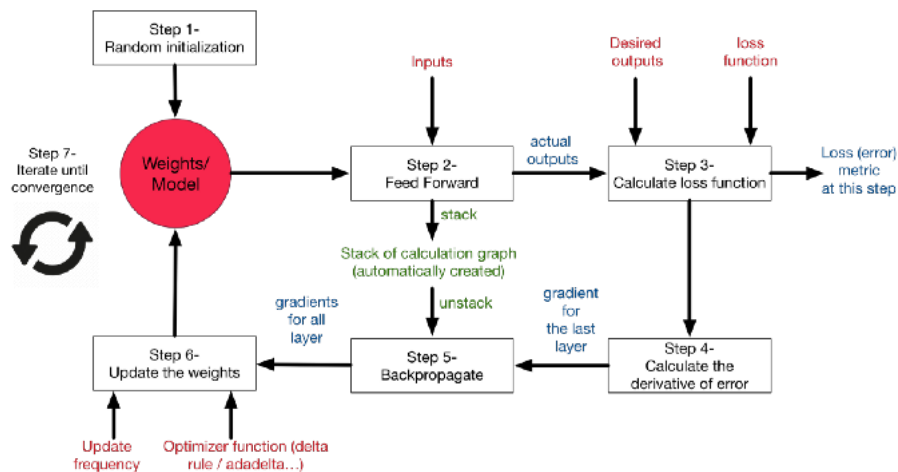 Step 1-
Random initialization
Inputs
Desired
outputs
loss
function
Step 7-
Iterate until
convergence
Weights/
Model
Step 2-
Feed Forward
actual
outputs
Step 3-
Calculate loss function
Loss (error)
metric
at this step
stack
Stack of calculation graph
(automatically created)
unstack
gradients
for all
layer
gradient
for
the last
layer
Step 6-
Update the weights
Step 5-
Backpropagate
Step 4-
Calculate the
derivative of error
Update
frequency
Optimizer function (delta
rule / adadelta...)